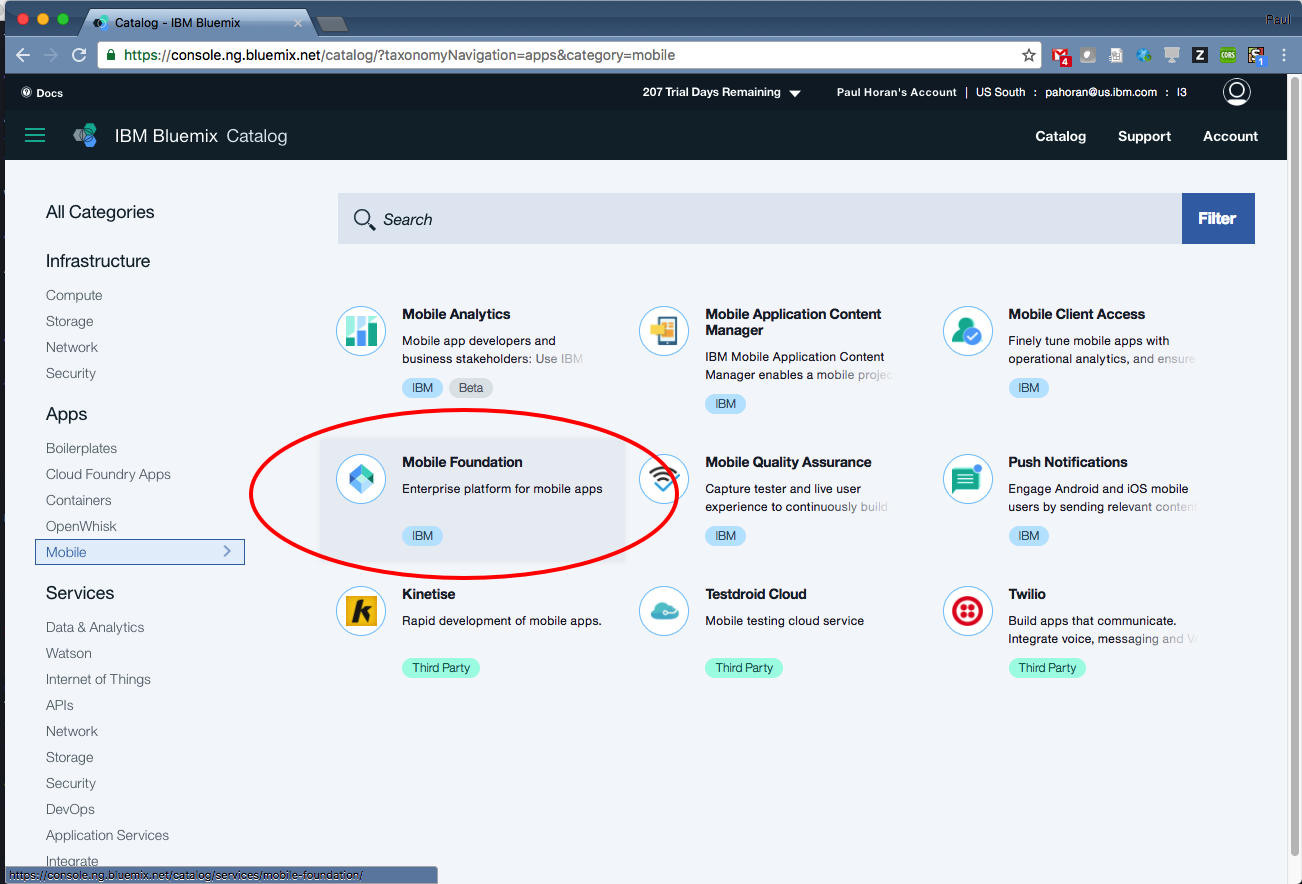 Catalog - IBM Bluemix
Paul
https://console.ng.bluemix.net/catalog/?taxonomyNavigation=apps&category=mobile
4
Z
CORS
S
1
Docs
207 Trial Days Remaining
Paul Horan's Account | US South : pahoran@us.ibm.com : I3
IBM Bluemix Catalog
Catalog
Support
Account
All Categories
Infrastructure
Compute
Storage
Network
Security
Apps
Boilerplates
Cloud Foundry Apps
Containers
OpenWhisk
Mobile
Services
Data & Analytics
Watson
Internet of Things
APIs
Network
Storage
Security
DevOps
Application Services
Integrate
Search
Filter
Mobile Analytics
Mobile app developers and
business stakeholders: Use IBM
IBM
Beta
Mobile Application Content
Manager
IBM Mobile Application Content
Manager enables a mobile projec
IBM
Mobile Client Access
Finely tune mobile apps with
operational analytics, and ensure
IBM
Mobile Foundation
Enterprise platform for mobile apps
IBM
Mobile Quality Assurance
Capture tester and live user
experience to continuously build
IBM
Push Notifications
Engage Android and iOS mobile
users by sending relevant conten
IBM
k
Kinetise
Rapid development of mobile apps.
Third Party
Testdroid Cloud
Mobile testing cloud service
Third Party
Twilio
Build apps that communicate.
Integrate voice, messaging and
Third Party
https://console.ng.bluemix.net/catalog/services/mobile-foundation/